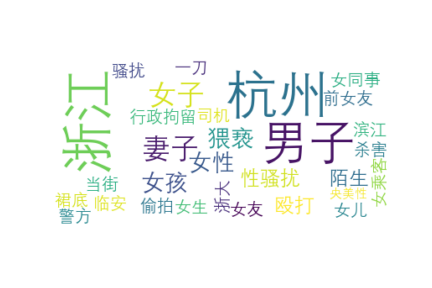 骚扰
一刀
浙江
杭州
女同事
女子
前女友
行政拘留
司机
男子
滨江
妻子
猥亵
杀害
女性
女孩
性骚扰
陌生
女乘客
当街
浙大
央美性
裙底
临安
偷拍
女生
女友
殴打
女儿
警方